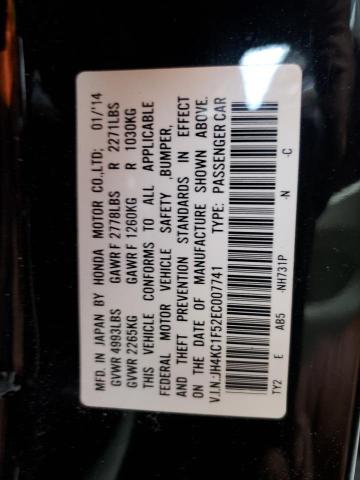 MFD. IN JAPAN BY HONDA MOTOR CO.,LTD; 01/'14
GVWR 4993LBS GAWR F 2778LBS R 2271LBS
GVWR 2265KG GAWR F 1260KG R 1030KG
THIS VEHICLE CONFORMS TO ALL APPLICABLE
FEDERAL MOTOR VEHICLE SAFETY ,BUMPER,
AND THEFT PREVENTION STANDARDS IN EFFECT
ON THE DATE OF MANUFACTURE SHOWN ABOVE.
V.I.N.:JH4KC1F52EC007741 TYPE: PASSENGER CAR
TY2 E AB5 -NH731P -N -C